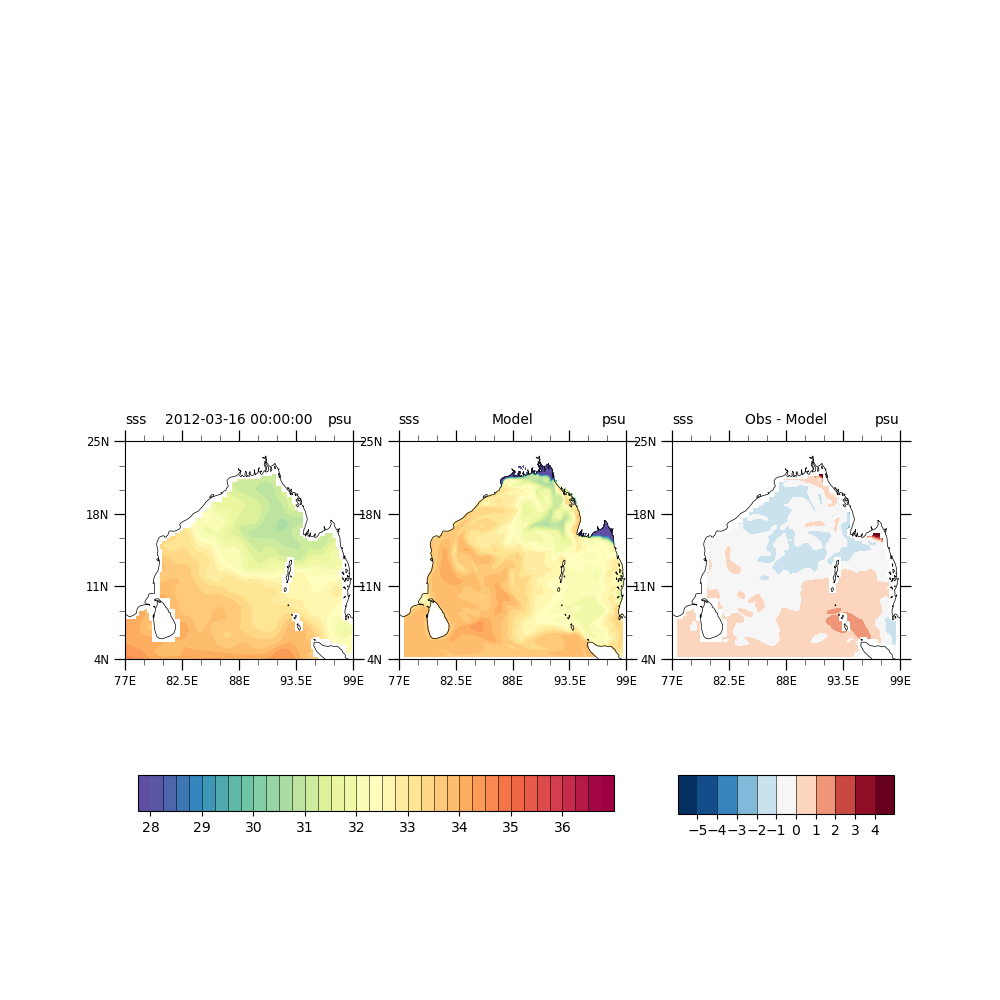 sss 2012-03-16 00:00:00 psu
sss Model psu
sss Obs - Model psu
25N 25N 25N
18N 18N 18N
11N 11N 11N
4N 4N 4N
77E 82.5E 88E 93.5E 99E
77E 82.5E 88E 93.5E 99E
77E 82.5E 88E 93.5E 99E
28 29 30 31 32 33 34 35 36
−5 −4 −3 −2 −1 0 1 2 3 4